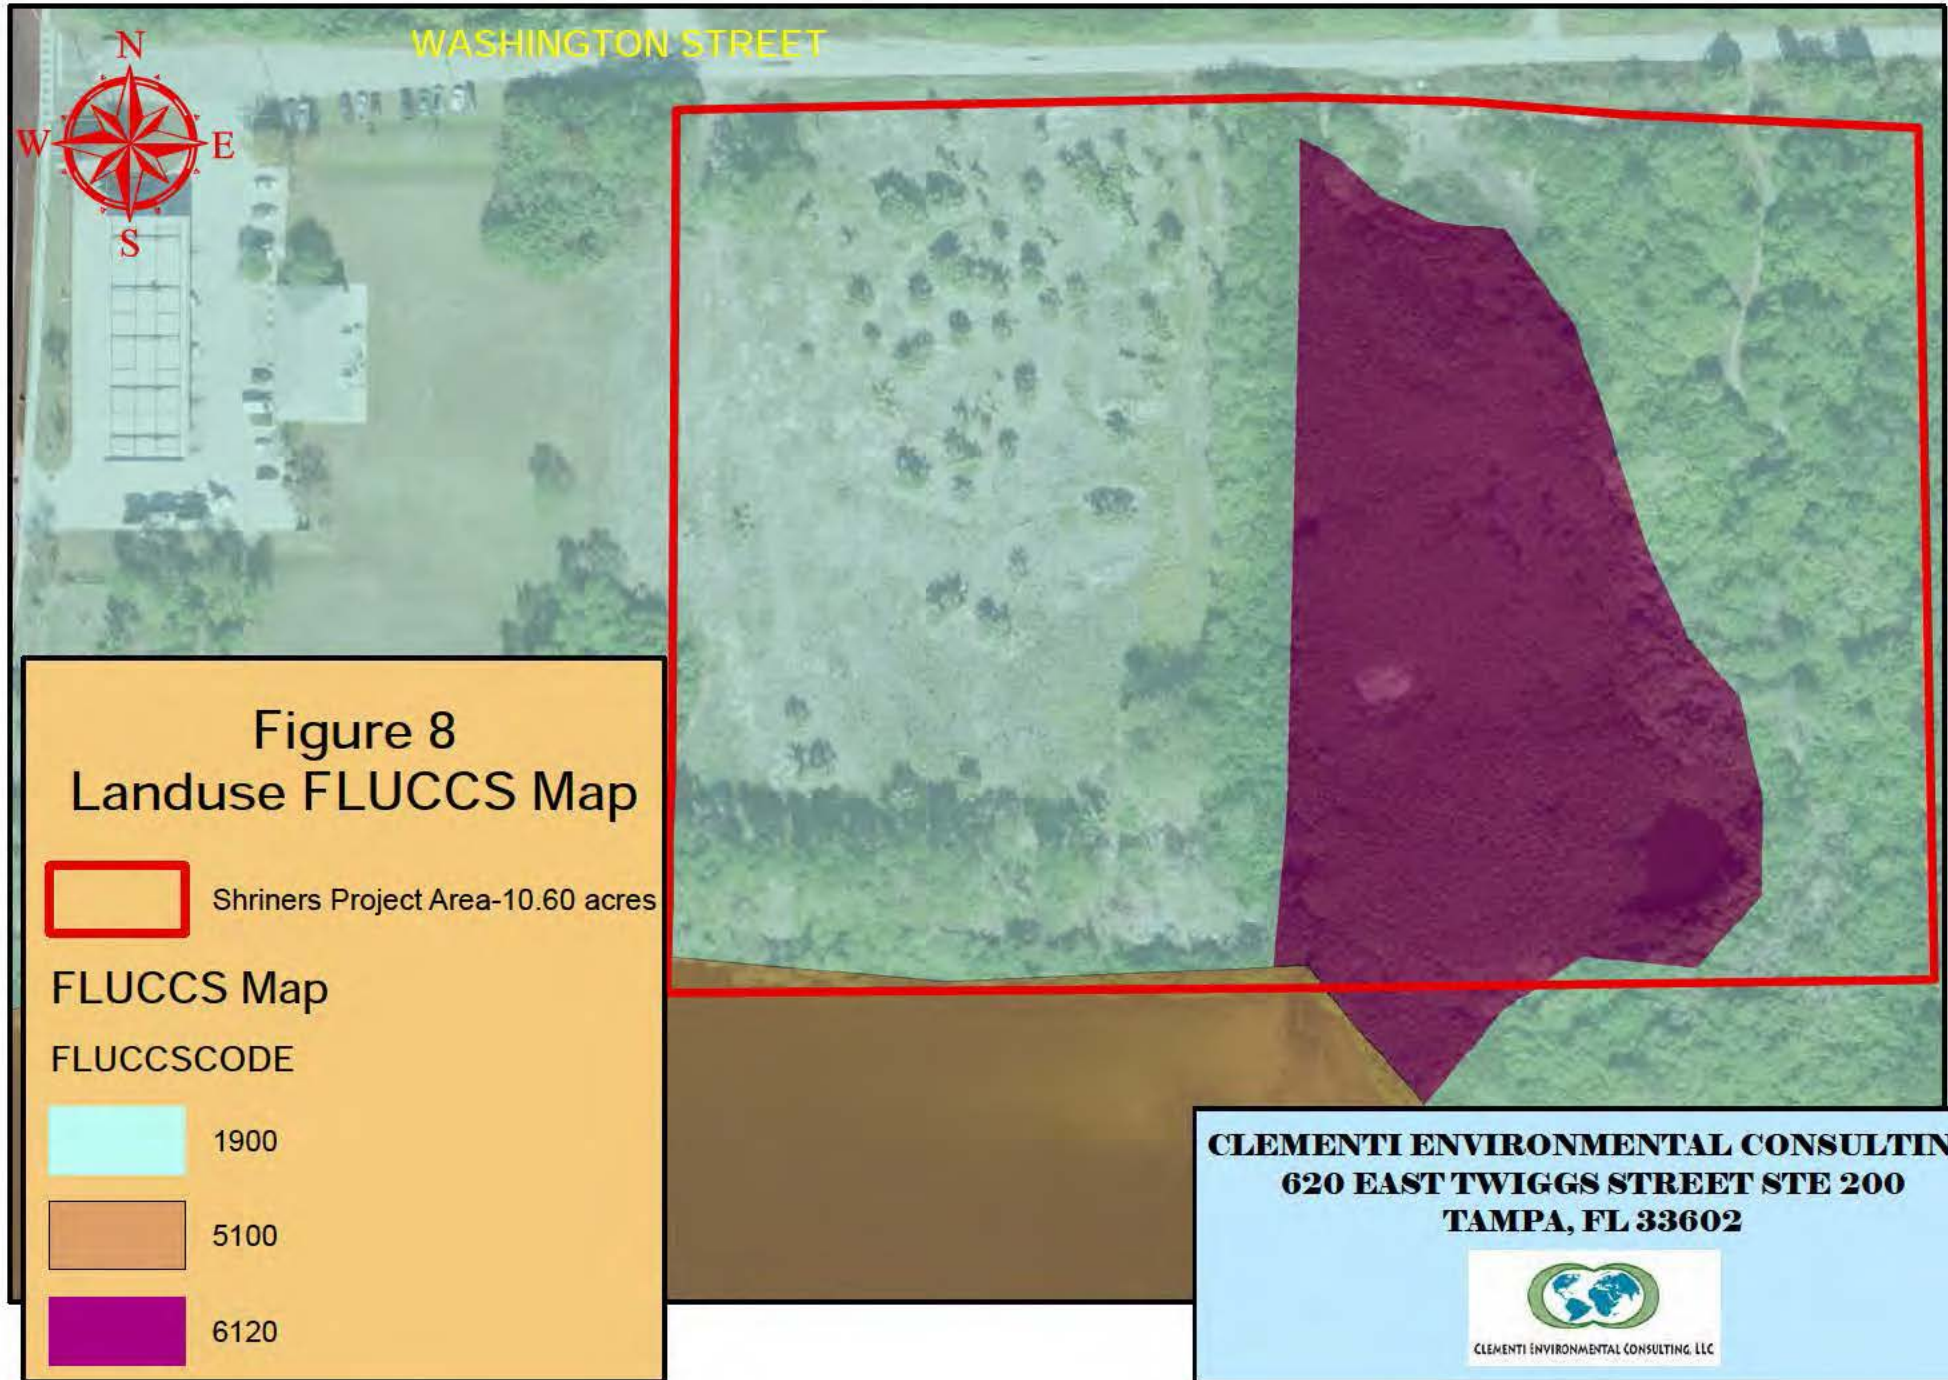 WASHINGTON STREET
N
W
E
S
Figure 8
Landuse FLUCCS Map
Shriners Project Area-10.60 acres
FLUCCS Map
FLUCCSCODE
1900
5100
6120
CLEMENTI ENVIRONMENTAL CONSULTIN
620 EAST TWIGGS STREET STE 200
TAMPA, FL 33602
CLEMENTI ENVIRONMENTAL CONSULTING, LLC